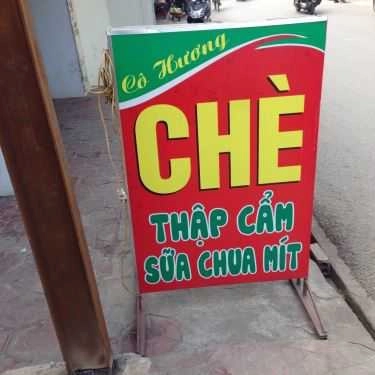 Cô Hương
CHÈ
THẬP CẨM
SỮA CHUA MÍT